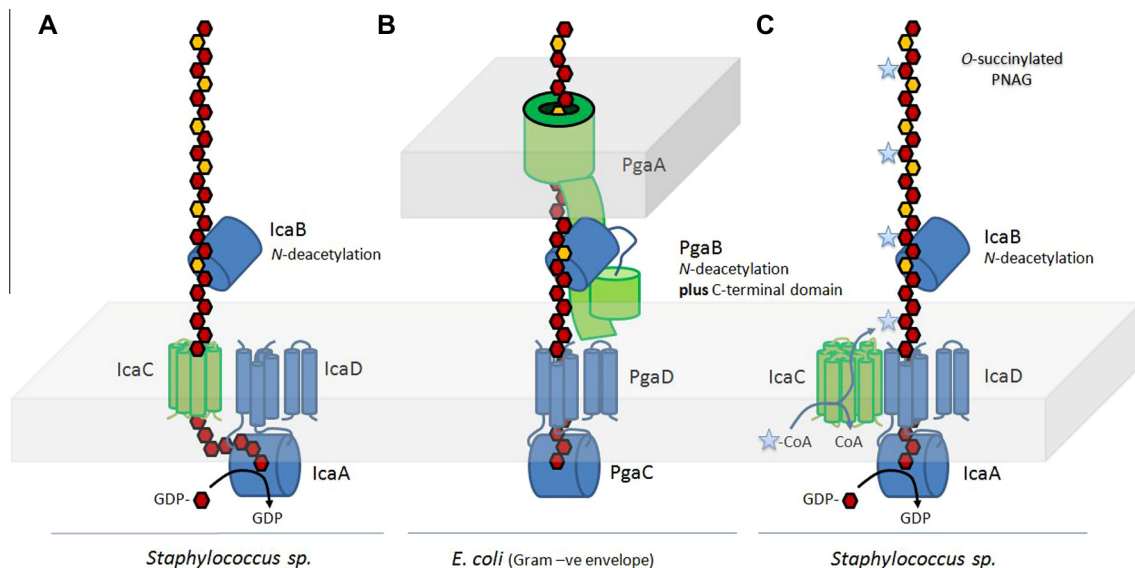 A
IcaB
N-deacetylation
IcaC
IcaD
IcaA
GDP-
GDP
Staphylococcus sp.
B
PgaA
PgaB
N-deacetylation
plus C-terminal domain
PgaD
PgaC
E. coli (Gram –ve envelope)
C
O-succinylated
PNAG
IcaB
N-deacetylation
IcaC
IcaD
-CoA
CoA
IcaA
GDP-
GDP
Staphylococcus sp.